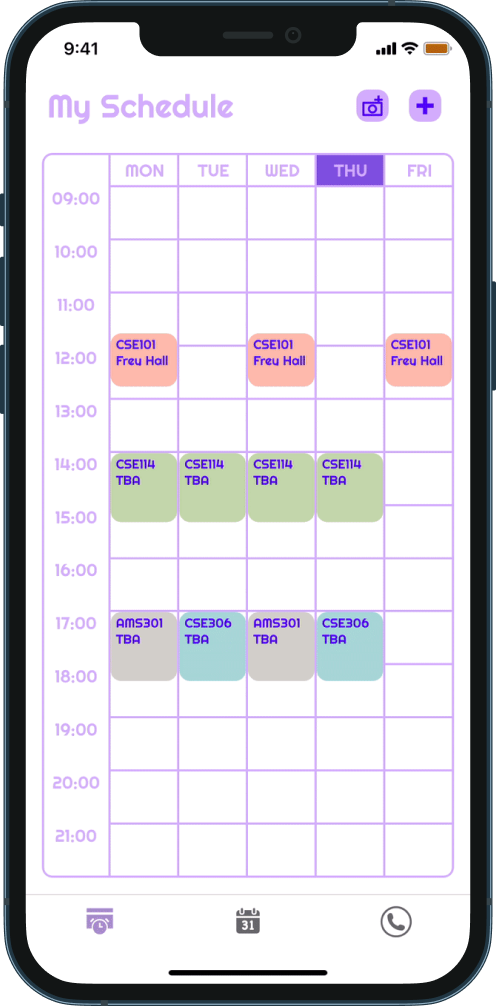 9:41
My Schedule
MON TUE WED THU FRI
09:00
10:00
11:00
CSE101 CSE101 CSE101
12:00 Frey Hall Frey Hall Frey Hall
13:00
14:00 CSE114 CSE114 CSE114 CSE114
TBA TBA TBA TBA
15:00
16:00
17:00 AMS301 CSE306 AMS301 CSE306
TBA TBA TBA TBA
18:00
19:00
20:00
21:00
31